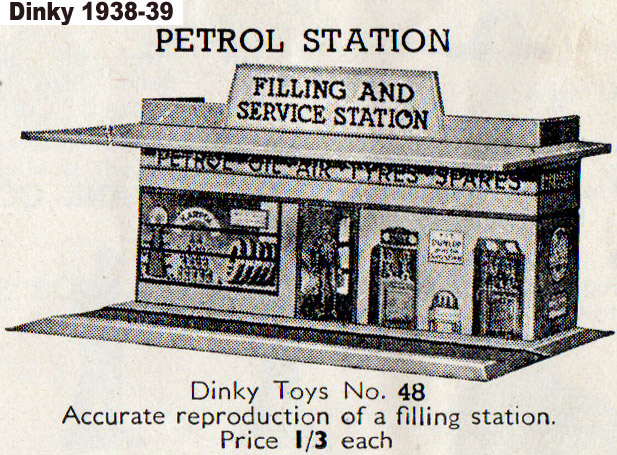 Dinky 1938-39
PETROL STATION
FILLING AND
SERVICE STATION
PETROL OIL AIR TYRES SPARES
DUNLOP
Dinky Toys No. 48
Accurate reproduction of a filling station.
Price 1/3 each